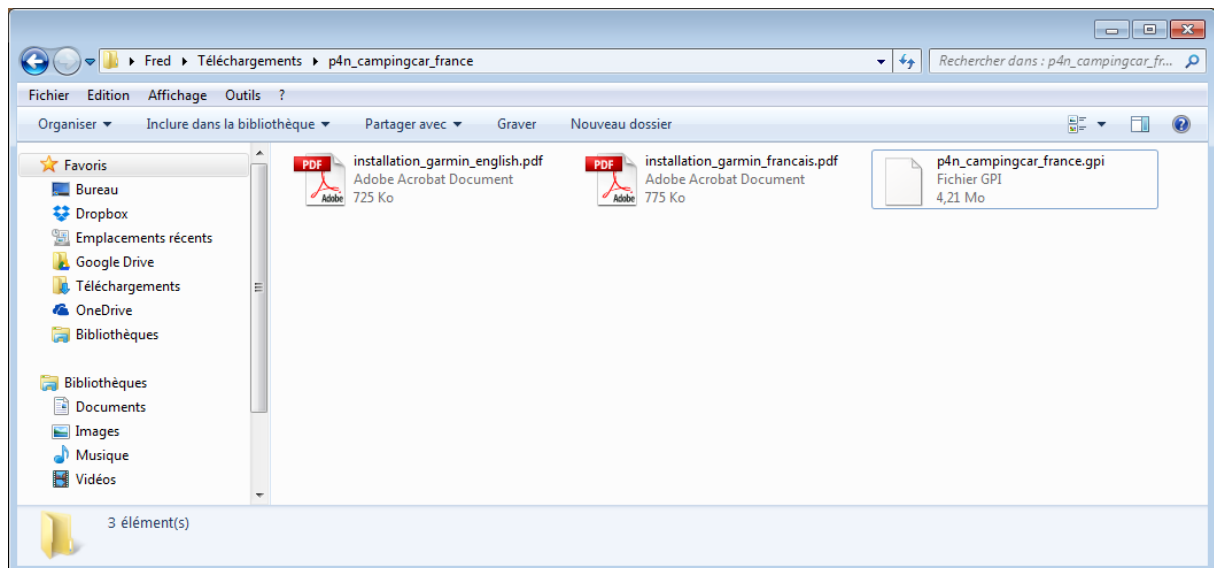 Fred ▸ Téléchargements ▸ p4n_campingcar_france
Rechercher dans : p4n_campingcar_fr...
Fichier Edition Affichage Outils ?
Organiser Inclure dans la bibliothèque Partager avec Graver Nouveau dossier
Favoris
Bureau
Dropbox
Emplacements récents
Google Drive
Téléchargements
OneDrive
Bibliothèques
Bibliothèques
Documents
Images
Musique
Vidéos
PDF
Adobe
installation_garmin_english.pdf
Adobe Acrobat Document
725 Ko
PDF
Adobe
installation_garmin_francais.pdf
Adobe Acrobat Document
775 Ko
p4n_campingcar_france.gpi
Fichier GPI
4,21 Mo
3 élément(s)